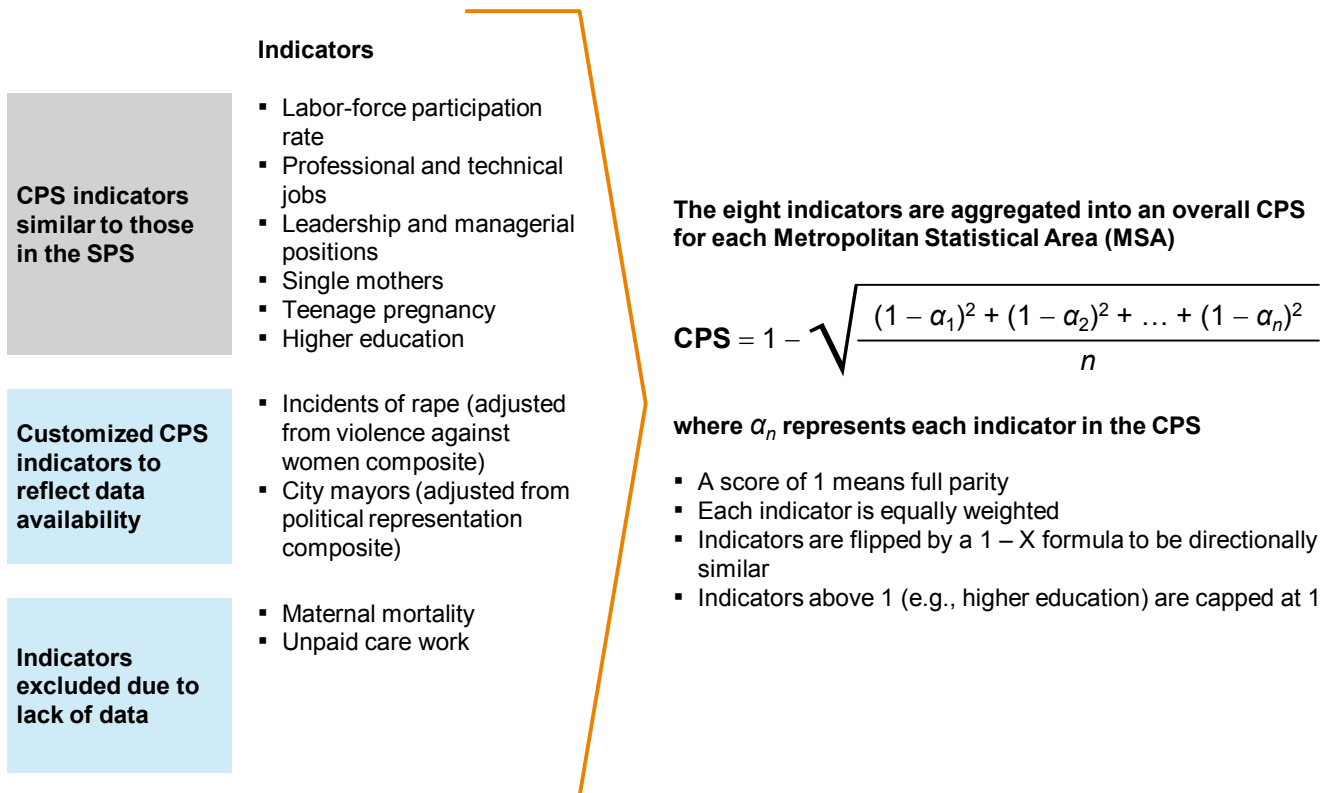 Indicators
CPS indicators
similar to those
in the SPS
▪ Labor-force participation
rate
▪ Professional and technical
jobs
▪ Leadership and managerial
positions
▪ Single mothers
▪ Teenage pregnancy
▪ Higher education
Customized CPS
indicators to
reflect data
availability
▪ Incidents of rape (adjusted
from violence against
women composite)
▪ City mayors (adjusted from
political representation
composite)
Indicators
excluded due to
lack of data
▪ Maternal mortality
▪ Unpaid care work
The eight indicators are aggregated into an overall CPS
for each Metropolitan Statistical Area (MSA)
CPS = 1 – √((1 – α₁)² + (1 – α₂)² + … + (1 – αₙ)² / n)
where αₙ represents each indicator in the CPS
▪ A score of 1 means full parity
▪ Each indicator is equally weighted
▪ Indicators are flipped by a 1 – X formula to be directionally
similar
▪ Indicators above 1 (e.g., higher education) are capped at 1